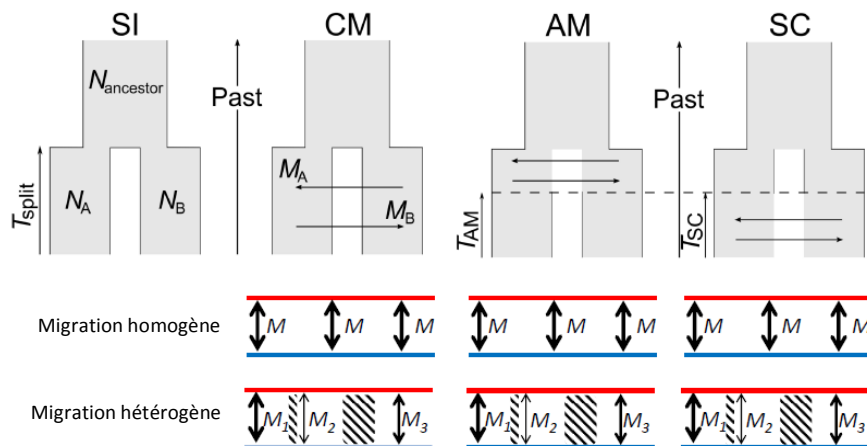 SI CM AM SC
N_ancestor Past Past
T_split N_A N_B M_A M_B T_AM T_SC
Migration homogène M M M M M M M M M
Migration hétérogène M_1 M_2 M_3 M_1 M_2 M_3 M_1 M_2 M_3